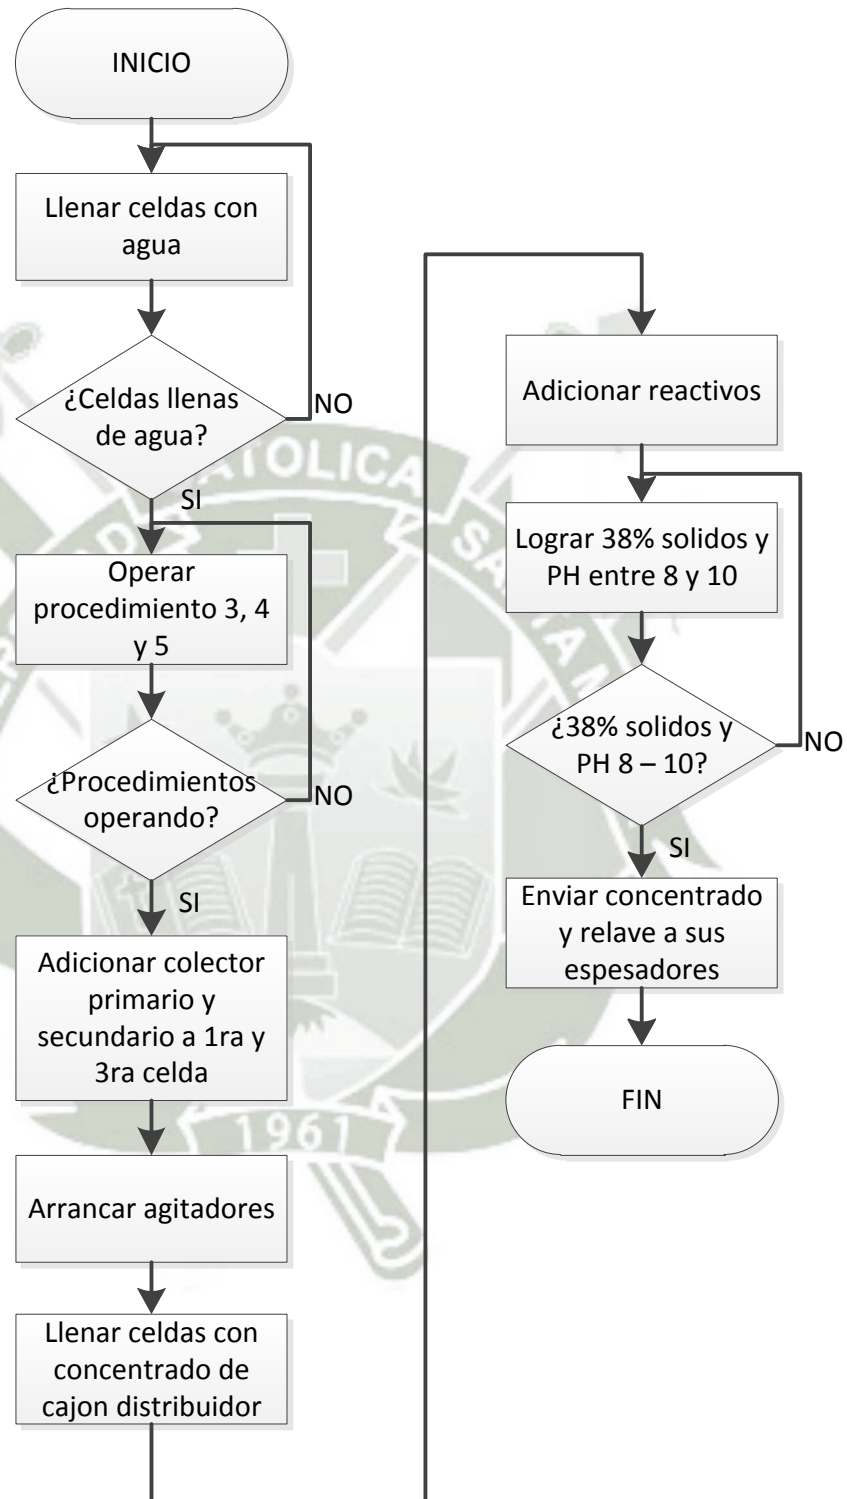 INICIO
Llenar celdas con
agua
¿Celdas llenas
de agua?
NO
SI
Operar
procedimiento 3, 4
y 5
¿Procedimientos
operando?
NO
SI
Adicionar colector
primario y
secundario a 1ra y
3ra celda
Arrancar agitadores
Llenar celdas con
concentrado de
cajon distribuidor
Adicionar reactivos
Lograr 38% solidos y
PH entre 8 y 10
¿38% solidos y
PH 8 – 10?
NO
SI
Enviar concentrado
y relave a sus
espesadores
FIN
1961